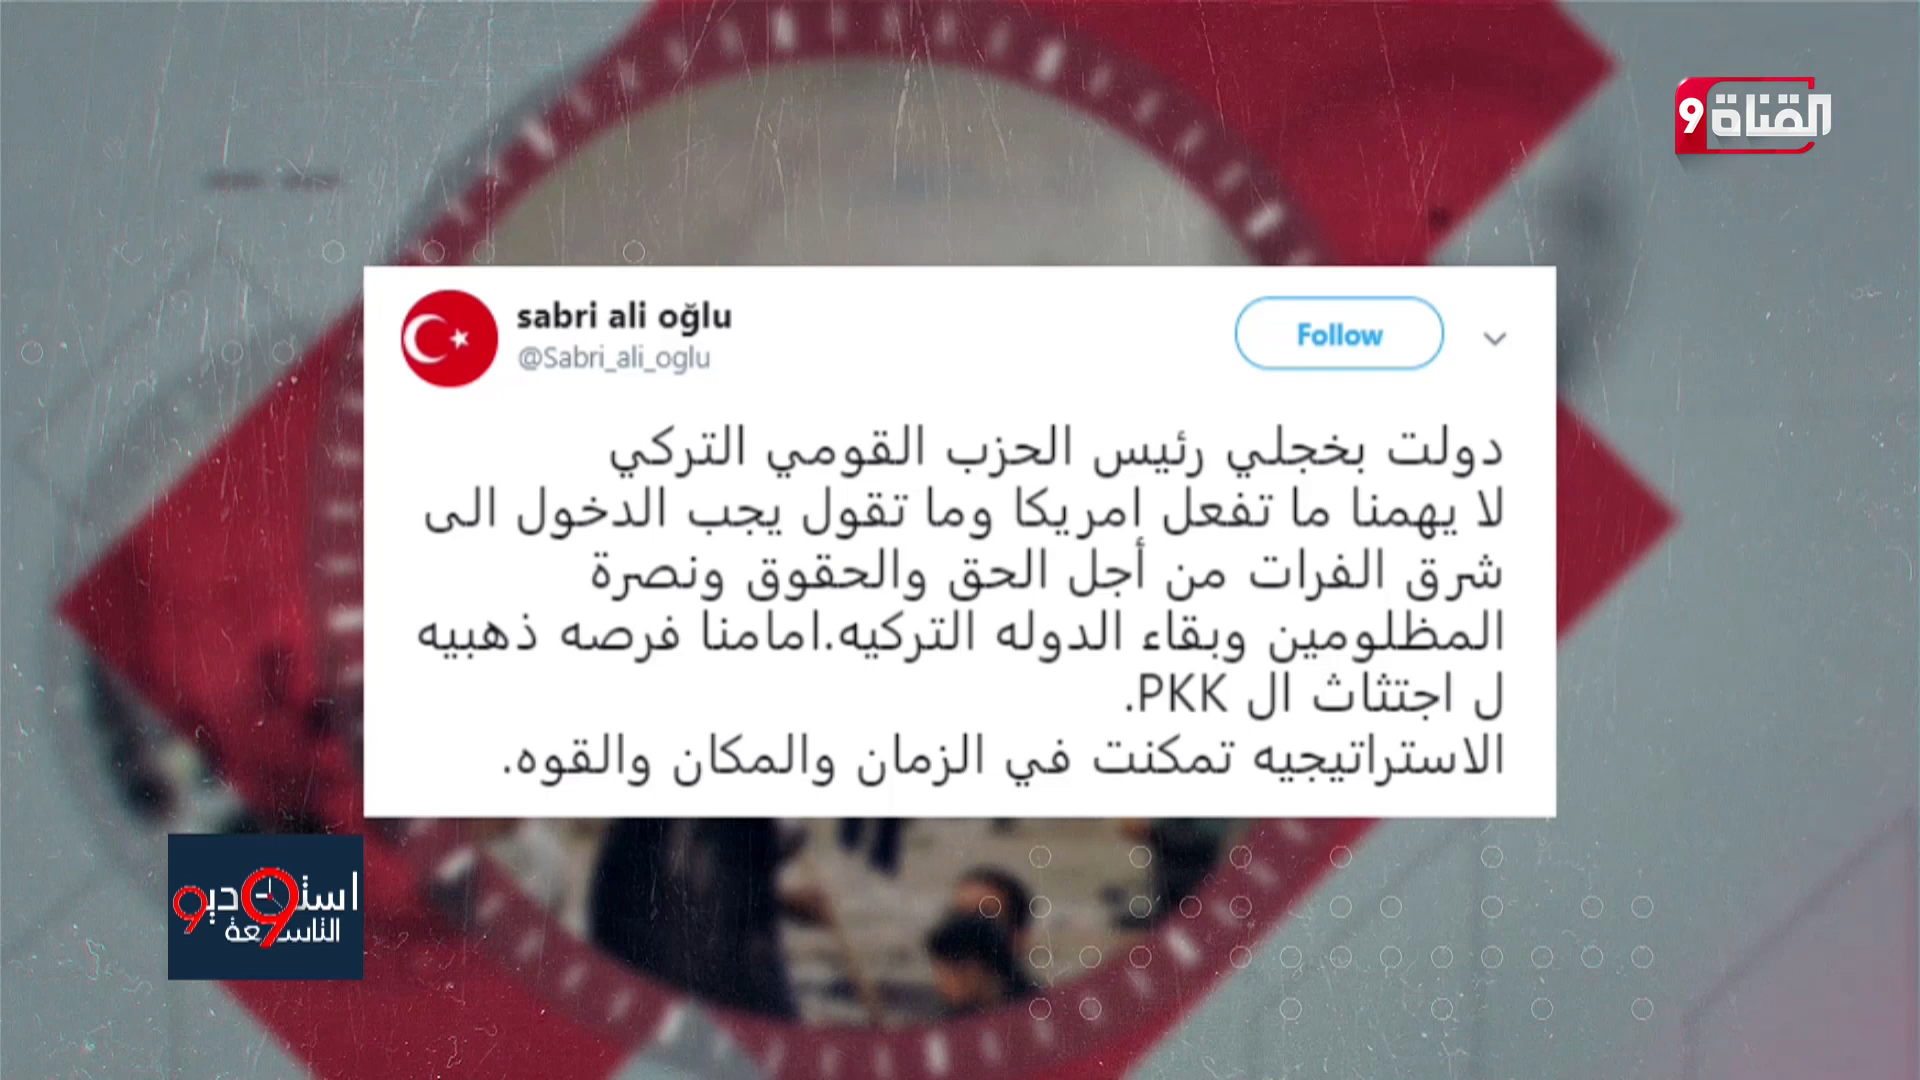 القناة 9
sabri ali oğlu
@Sabri_ali_oglu
Follow
دولت بخجلي رئيس الحزب القومي التركي
لا يهمنا ما تفعل امريكا وما تقول يجب الدخول الى
شرق الفرات من أجل الحق والحقوق ونصرة
المظلومين وبقاء الدوله التركيه.امامنا فرصه ذهبيه
ل اجتثاث ال PKK.
الاستراتيجيه تمكنت في الزمان والمكان والقوه.
استوديو
التاسعة